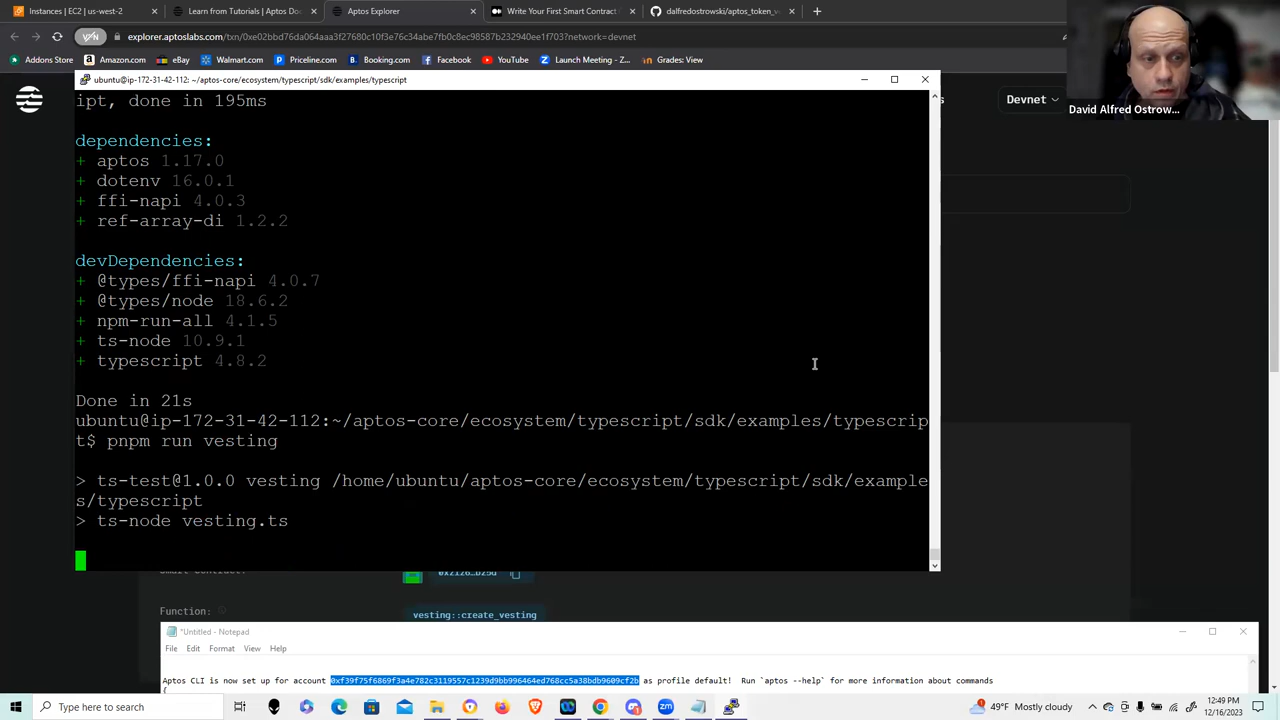 Instances | EC2 | us-west-2
Learn from Tutorials | Aptos Doc
Aptos Explorer
Write Your First Smart Contract
dalfredostrowski/aptos_token_v
explorer.aptoslabs.com/txn/0xe02bbd76da064aaa3f27680c10f3e76c34abe7fb0c8ec98587b232940ee1f703?network=devnet
Addons Store
Amazon.com
eBay
Walmart.com
Priceline.com
Booking.com
Facebook
YouTube
Launch Meeting - Z...
Grades: View
ubuntu@ip-172-31-42-112: ~/aptos-core/ecosystem/typescript/sdk/examples/typescript
Devnet
David Alfred Ostrow...
ipt, done in 195ms
dependencies:
+ aptos 1.17.0
+ dotenv 16.0.1
+ ffi-napi 4.0.3
+ ref-array-di 1.2.2
devDependencies:
+ @types/ffi-napi 4.0.7
+ @types/node 18.6.2
+ npm-run-all 4.1.5
+ ts-node 10.9.1
+ typescript 4.8.2
Done in 21s
ubuntu@ip-172-31-42-112:~/aptos-core/ecosystem/typescript/sdk/examples/typescrip
t$ pnpm run vesting
> ts-test@1.0.0 vesting /home/ubuntu/aptos-core/ecosystem/typescript/sdk/example
s/typescript
> ts-node vesting.ts
Function:
vesting::create_vesting
*Untitled - Notepad
File Edit Format View Help
Aptos CLI is now set up for account 0xf39f75f6869f3a4e782c3119557c1239d9bb996464ed768cc5a38bdb9609cf2b as profile default! Run `aptos --help` for more information about commands
{
Type here to search
49°F Mostly cloudy
12:49 PM
12/16/2023